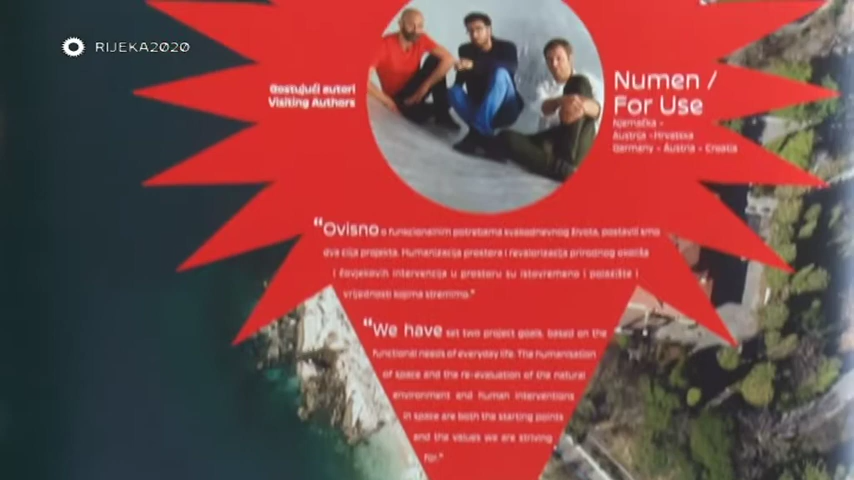 RIJEKA2020
Gostujući autori
Visiting Authors
Numen /
For Use
Njemačka -
Austrija - Hrvatska
Germany - Austria - Croatia
"Ovisno o funkcionalnim potrebama svakodnevnog života, postavili smo
dva cilja projekta. Humanizacija prostora i revalorizacija prirodnog okoliša
i čovjekovih intervencija u prostoru su istovremeno i polazište i
vrijednosti kojima stremimo."
"We have set two project goals, based on the
functional needs of everyday life. The humanisation
of space and the re-evaluation of the natural
environment and human interventions
in space are both the starting points
and the values we are striving
for."